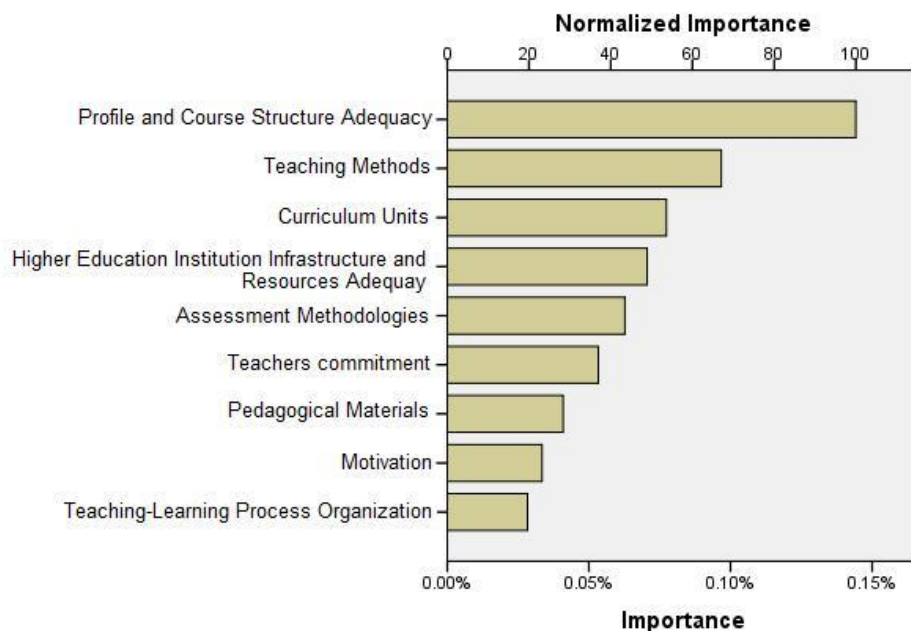 Normalized Importance
0 20 40 60 80 100
Profile and Course Structure Adequacy
Teaching Methods
Curriculum Units
Higher Education Institution Infrastructure and
Resources Adequay
Assessment Methodologies
Teachers commitment
Pedagogical Materials
Motivation
Teaching-Learning Process Organization
0.00% 0.05% 0.10% 0.15%
Importance